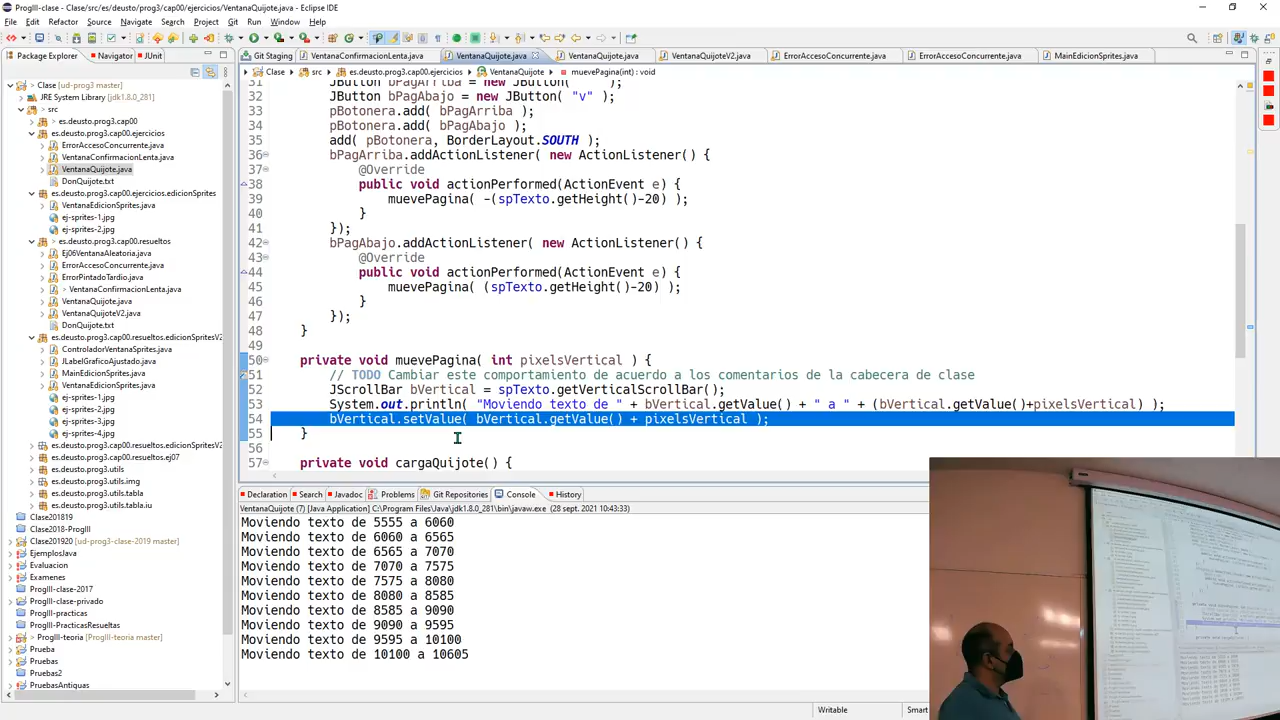 ProgIII-clase - Clase/src/es/deusto/prog3/cap00/ejercicios/VentanaQuijote.java - Eclipse IDE
File Edit Refactor Source Navigate Search Project Git Run Window Help
Package Explorer Navigator JUnit
Git Staging VentanaConfirmacionLenta.java VentanaQuijote.java VentanaQuijote.java VentanaQuijoteV2.java ErrorAccesoConcurrente.java ErrorAccesoConcurrente.java MainEdicionSprites.java
Clase src es.deusto.prog3.cap00.ejercicios VentanaQuijote muevePagina(int) : void
Clase [ud-prog3 master]
JRE System Library [jdk1.8.0_281]
src
es.deusto.prog3.cap00
es.deusto.prog3.cap00.ejercicios
ErrorAccesoConcurrente.java
VentanaConfirmacionLenta.java
VentanaQuijote.java
DonQuijote.txt
es.deusto.prog3.cap00.ejercicios.edicionSprites
VentanaEdicionSprites.java
ej-sprites-1.jpg
ej-sprites-2.jpg
es.deusto.prog3.cap00.resueltos
Ej06VentanaAleatoria.java
ErrorAccesoConcurrente.java
ErrorPintadoTardio.java
> VentanaConfirmacionLenta.java
VentanaQuijote.java
VentanaQuijoteV2.java
DonQuijote.txt
es.deusto.prog3.cap00.resueltos.edicionSpritesV2
ControladorVentanaSprites.java
JLabelGraficoAjustado.java
MainEdicionSprites.java
VentanaEdicionSprites.java
ej-sprites-1.jpg
ej-sprites-2.jpg
ej-sprites-3.jpg
ej-sprites-4.jpg
es.deusto.prog3.cap00.resueltos.edicionSpritesV2
es.deusto.prog3.cap00.resueltos.ej07
es.deusto.prog3.utils
es.deusto.prog3.utils.img
es.deusto.prog3.utils.tabla
es.deusto.prog3.utils.tabla.iu
Clase201819
Clase2018-ProgIII
Clase201920 [ud-prog3-clase-2019 master]
EjemplosJava
Evaluacion
Examenes
ProgIII-clase-2017
ProgIII-clase-privado
ProgIII-practicas
ProgIII-PracticasResueltas
> ProgIII-teoria [ProgIII-teoria master]
Prueba
Pruebas
Pruebas2
PruebasAntiguas
31 JButton bPagArriba = new JButton(
32 JButton bPagAbajo = new JButton( "v" );
33 pBotonera.add( bPagArriba );
34 pBotonera.add( bPagAbajo );
35 add( pBotonera, BorderLayout.SOUTH );
36 bPagArriba.addActionListener( new ActionListener() {
37 @Override
38 public void actionPerformed(ActionEvent e) {
39 muevePagina( -(spTexto.getHeight()-20) );
40 }
41 });
42 bPagAbajo.addActionListener( new ActionListener() {
43 @Override
44 public void actionPerformed(ActionEvent e) {
45 muevePagina( (spTexto.getHeight()-20) );
46 }
47 });
48 }
50 private void muevePagina( int pixelsVertical ) {
51 // TODO Cambiar este comportamiento de acuerdo a los comentarios de la cabecera de clase
52 JScrollBar bVertical = spTexto.getVerticalScrollBar();
53 System.out.println( "Moviendo texto de " + bVertical.getValue() + " a " + (bVertical.getValue()+pixelsVertical) );
54 bVertical.setValue( bVertical.getValue() + pixelsVertical );
55 }
56
57 private void cargaQuijote() {
Declaration Search Javadoc Problems Git Repositories Console History
VentanaQuijote (7) [Java Application] C:\Program Files\Java\jdk1.8.0_281\bin\javaw.exe (28 sept. 2021 10:43:33)
Moviendo texto de 5555 a 6060
Moviendo texto de 6060 a 6565
Moviendo texto de 6565 a 7070
Moviendo texto de 7070 a 7575
Moviendo texto de 7575 a 8080
Moviendo texto de 8080 a 8585
Moviendo texto de 8585 a 9090
Moviendo texto de 9090 a 9595
Moviendo texto de 9595 a 10100
Moviendo texto de 10100 a 10605
Writable Smart